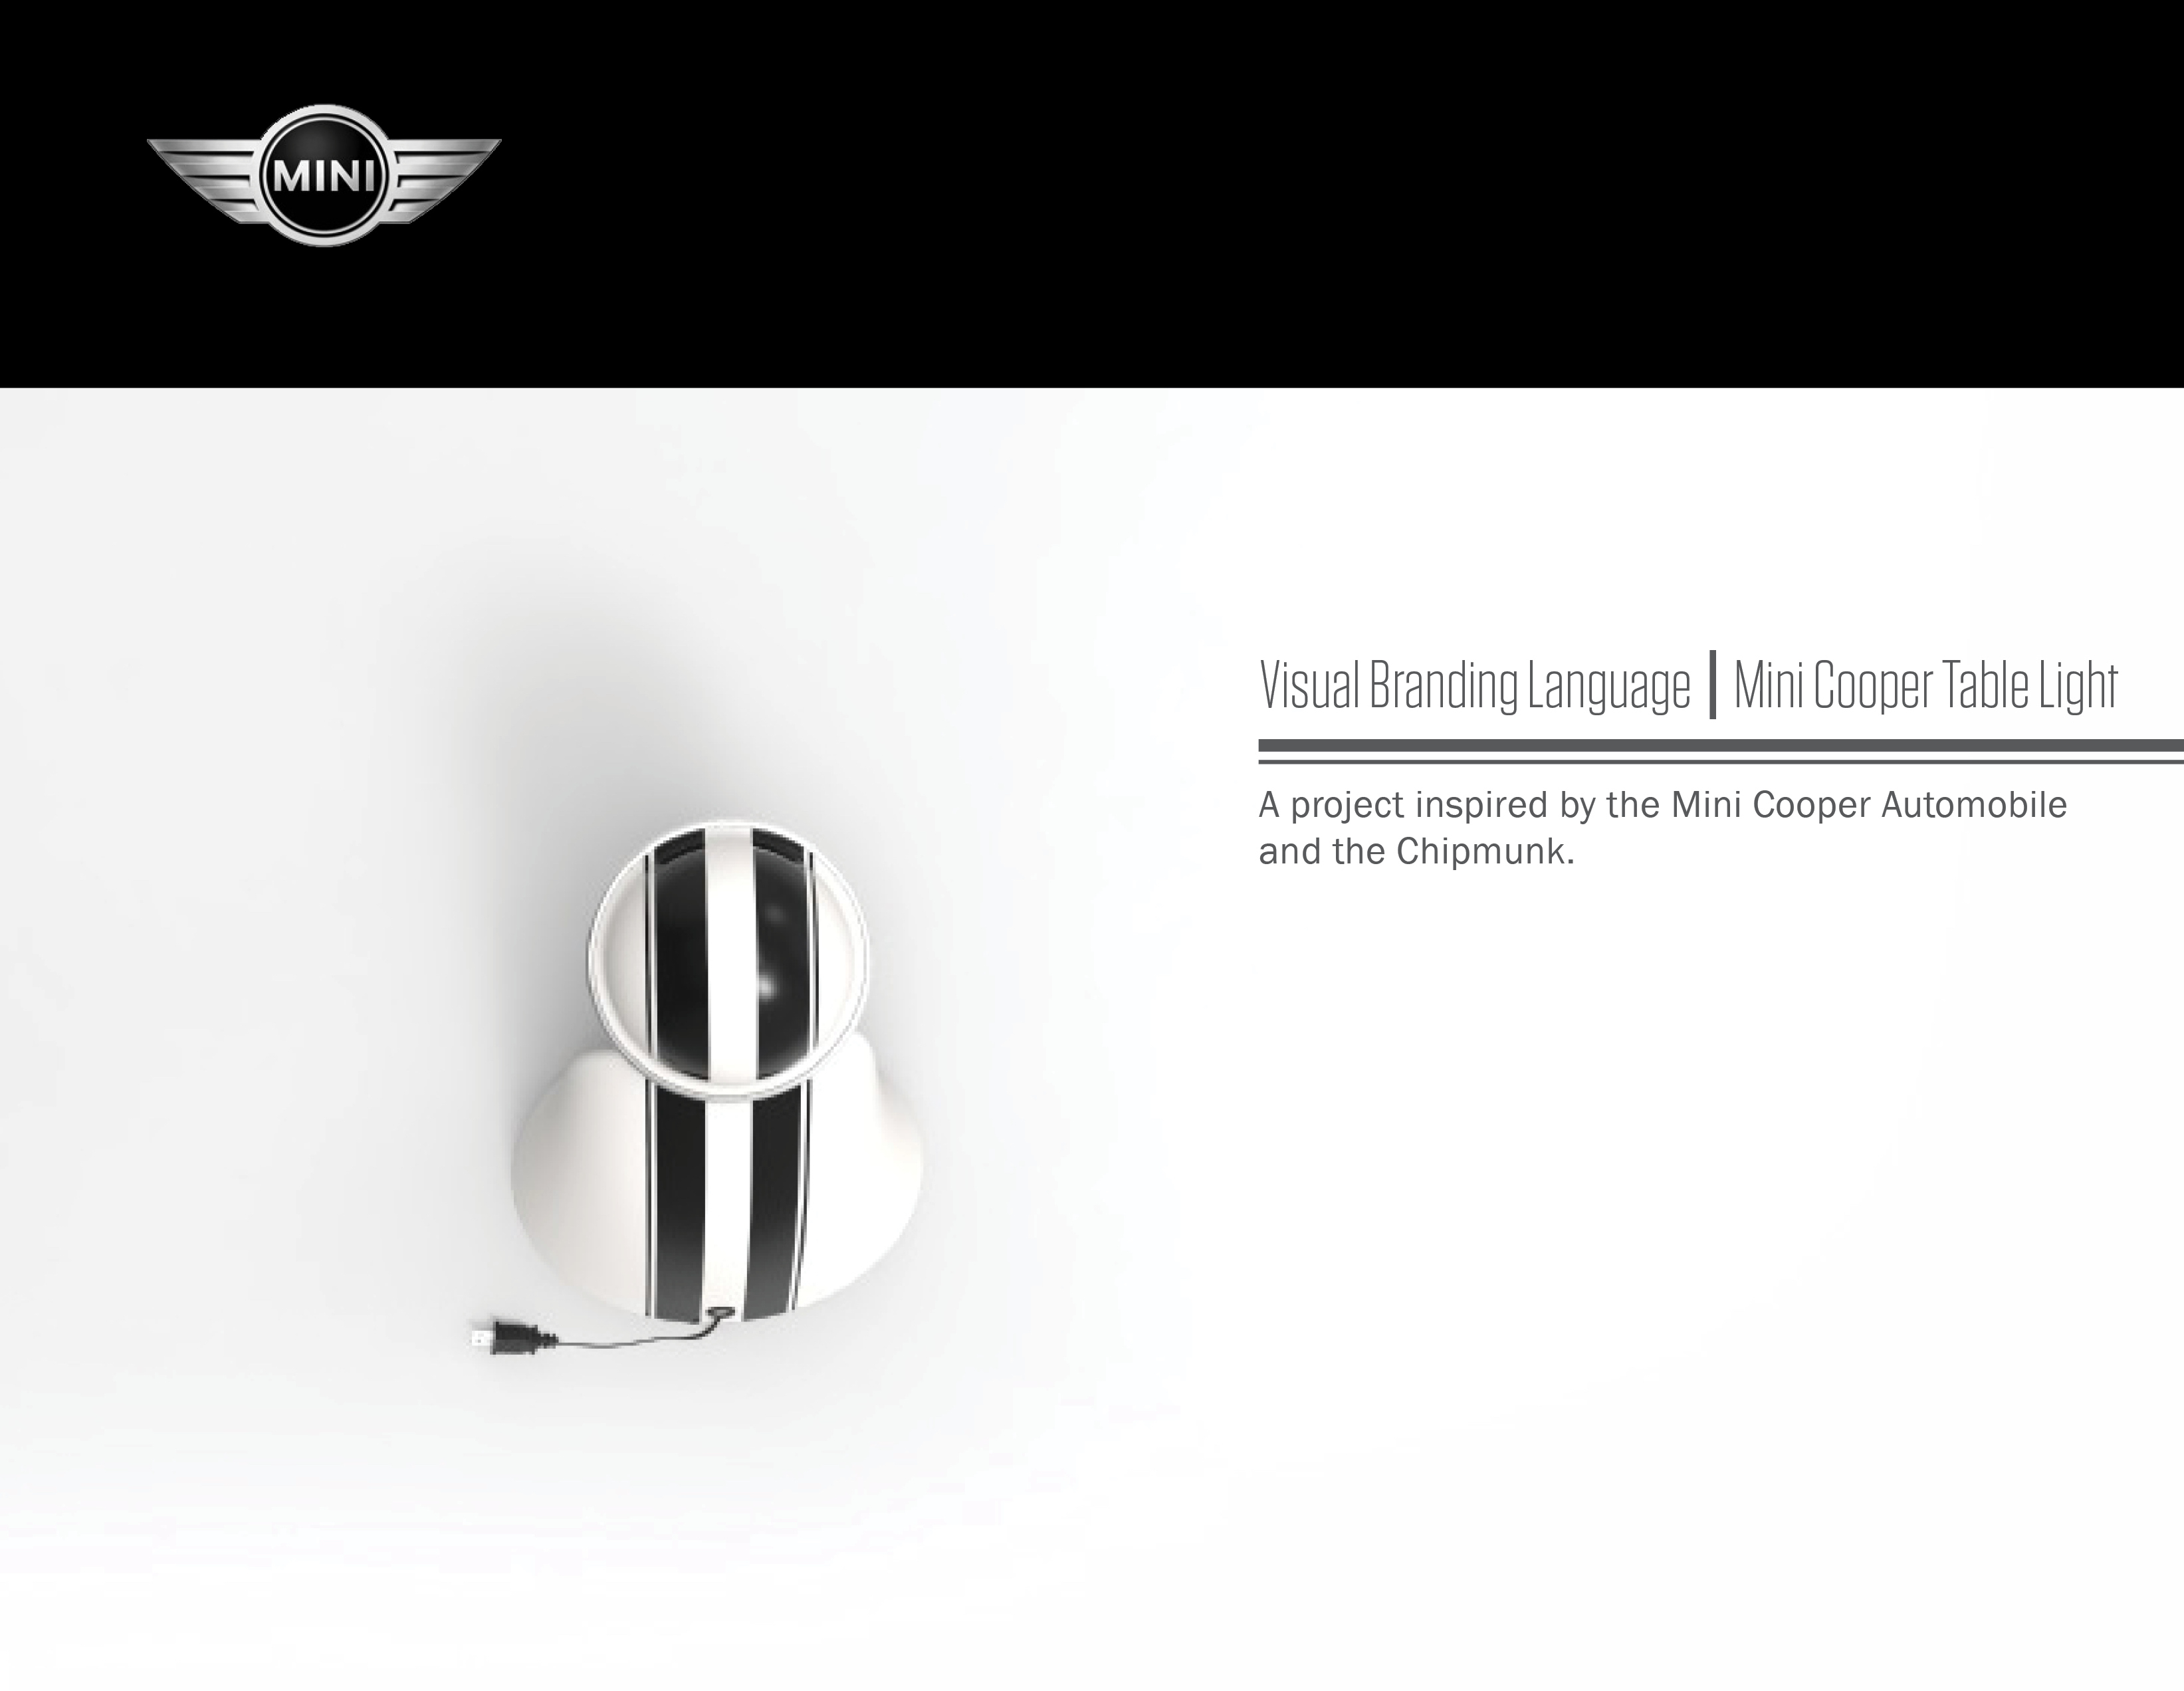 MINI
Visual Branding Language | Mini Cooper Table Light
A project inspired by the Mini Cooper Automobile
and the Chipmunk.